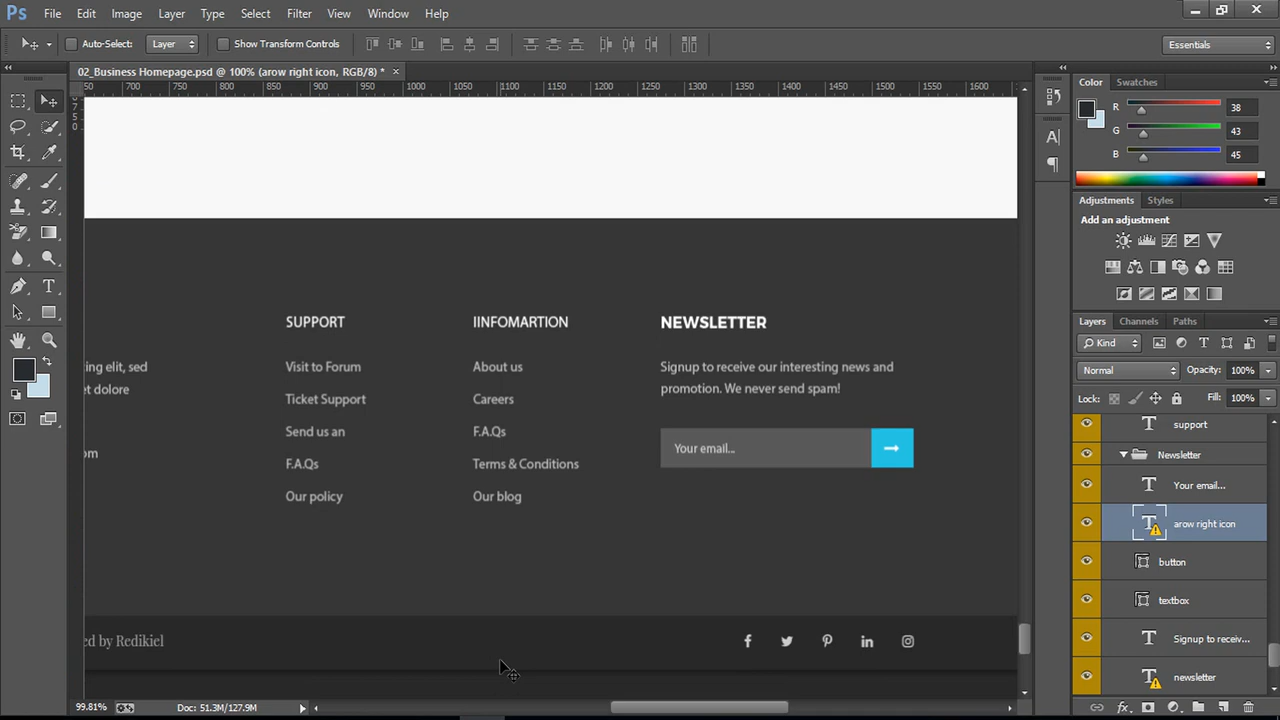 Ps File Edit Image Layer Type Select Filter View Window Help
Auto-Select: Layer Show Transform Controls Essentials
02_Business Homepage.psd @ 100% (arow right icon, RGB/8) * ×
50 700 750 800 850 900 950 1000 1050 1100 1150 1200 1250 1300 1350 1400 1450 1500 1550 1600
7
5
0
Color Swatches
R 38
G 43
B 45
Adjustments Styles
Add an adjustment
SUPPORT IINFOMARTION NEWSLETTER
ing elit, sed Visit to Forum About us Signup to receive our interesting news and
et dolore promotion. We never send spam!
Ticket Support Careers
Send us an F.A.Qs Your email...
om
F.A.Qs Terms & Conditions
Our policy Our blog
ed by Redikiel
Layers Channels Paths
Kind
Normal Opacity: 100%
Lock: Fill: 100%
T support
Newsletter
T Your email...
T arow right icon
button
textbox
T Signup to receiv...
T newsletter
99.81% Doc: 51.3M/127.9M